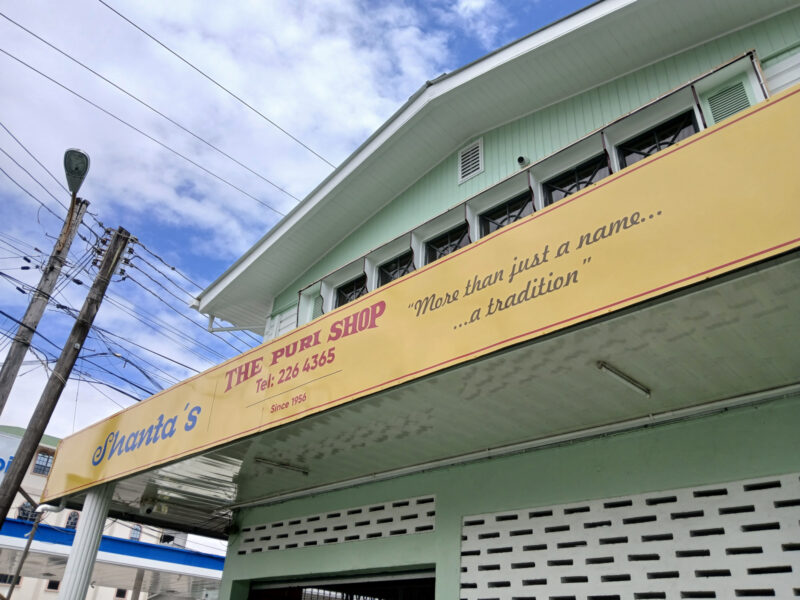 Shanta's
THE PURI SHOP
Tel: 226 4365
Since 1956
"More than just a name...
...a tradition"